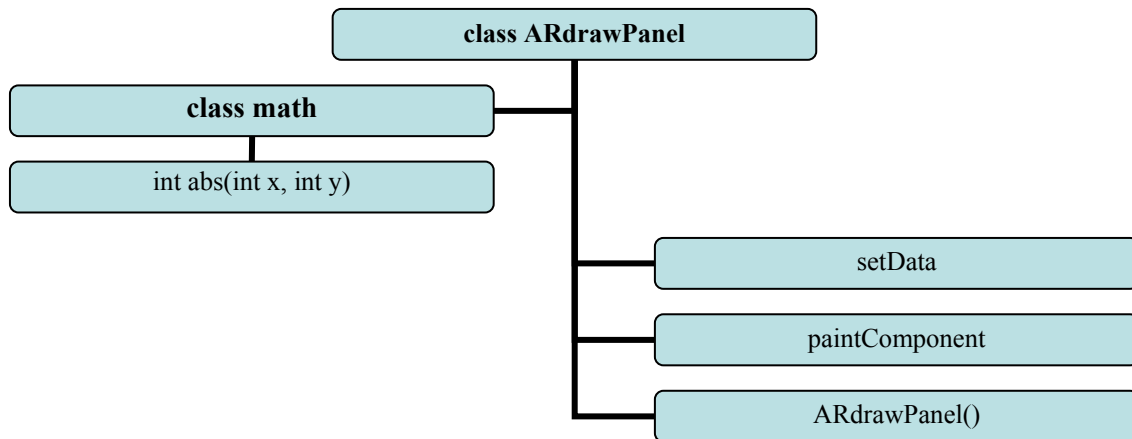 class ARdrawPanel
class math
int abs(int x, int y)
setData
paintComponent
ARdrawPanel()